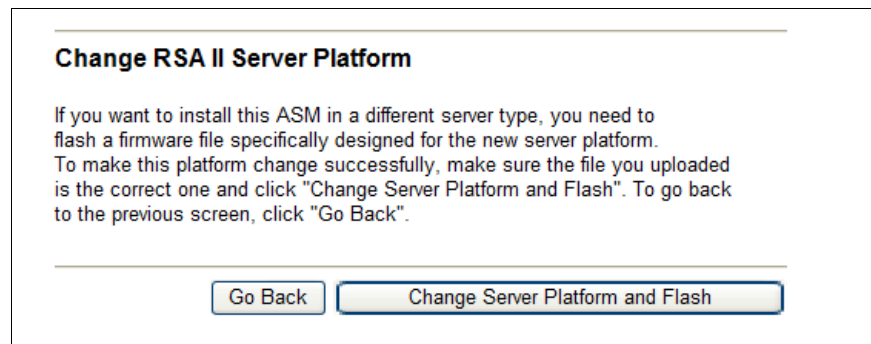 Change RSA II Server Platform
If you want to install this ASM in a different server type, you need to
flash a firmware file specifically designed for the new server platform.
To make this platform change successfully, make sure the file you uploaded
is the correct one and click "Change Server Platform and Flash". To go back
to the previous screen, click "Go Back".
Go Back Change Server Platform and Flash